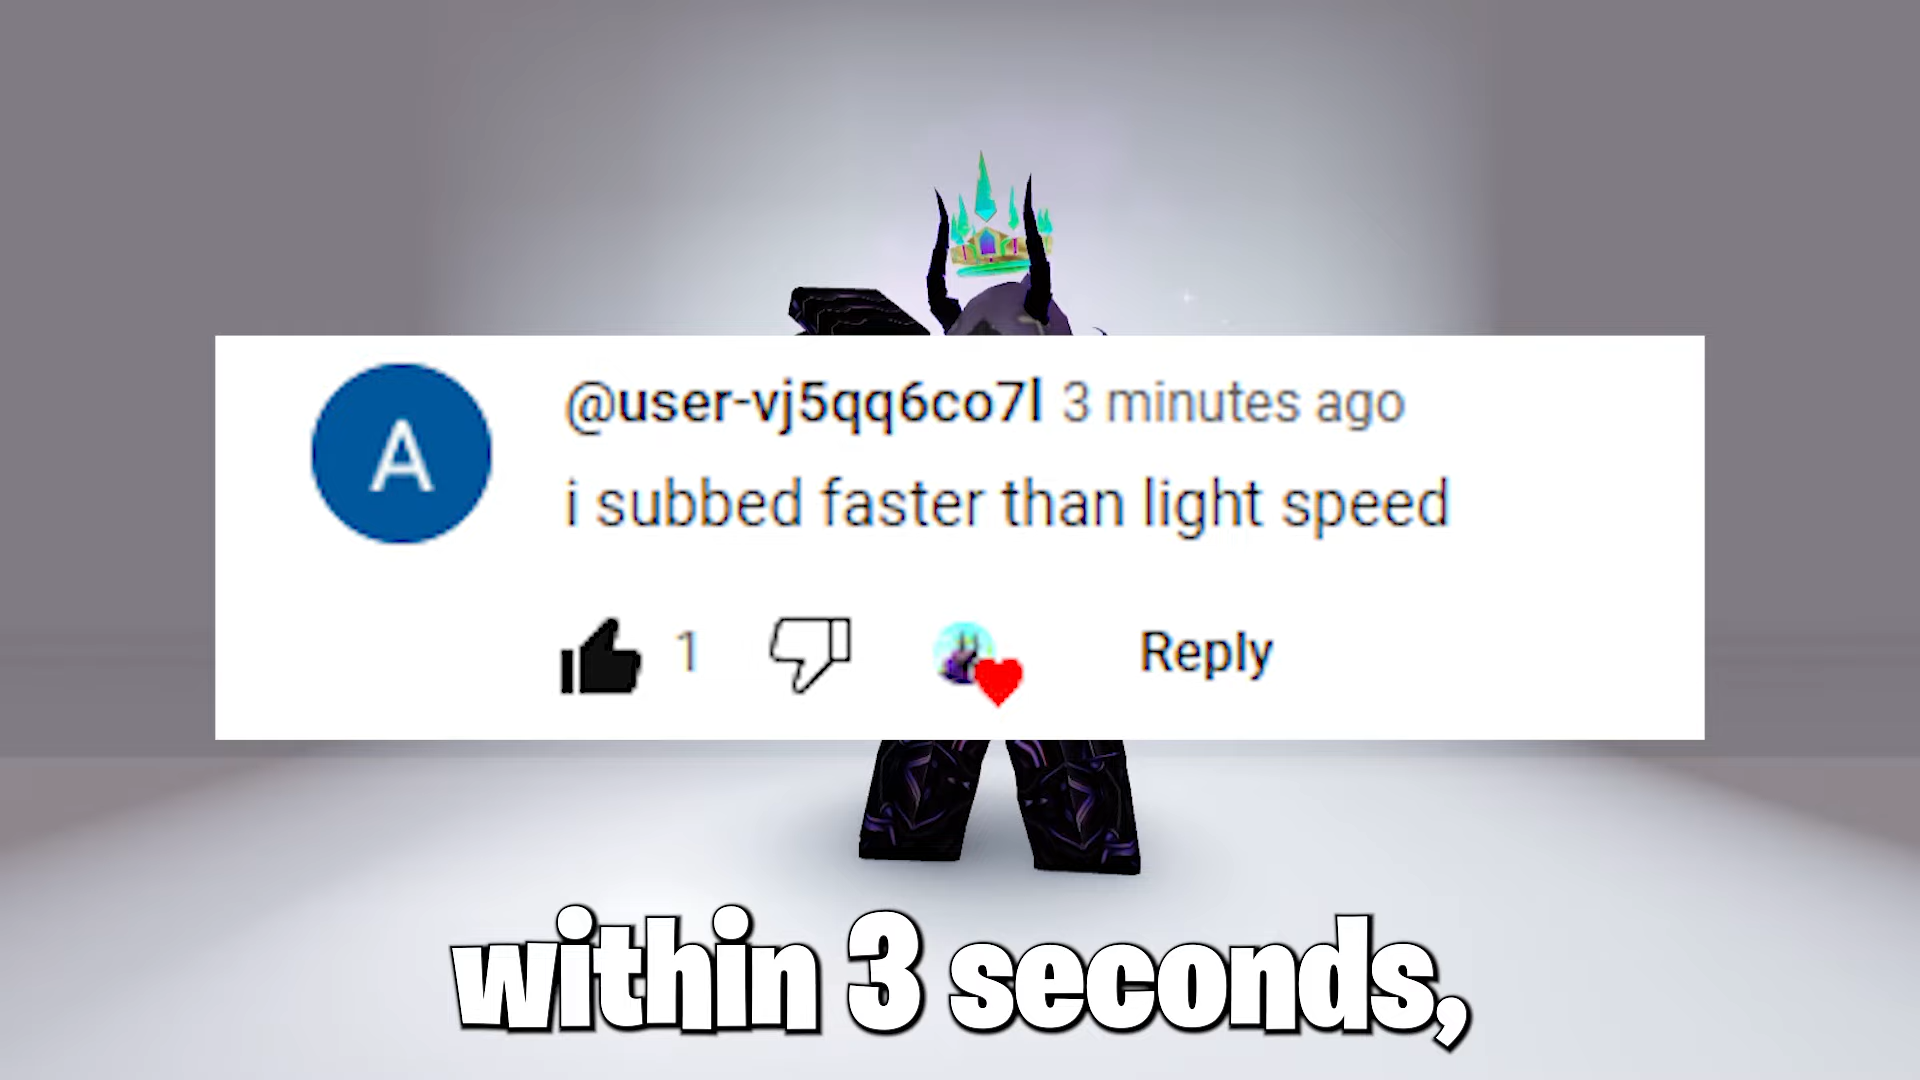 A
@user-vj5qq6co7l 3 minutes ago
i subbed faster than light speed
1
Reply
within 3 seconds,